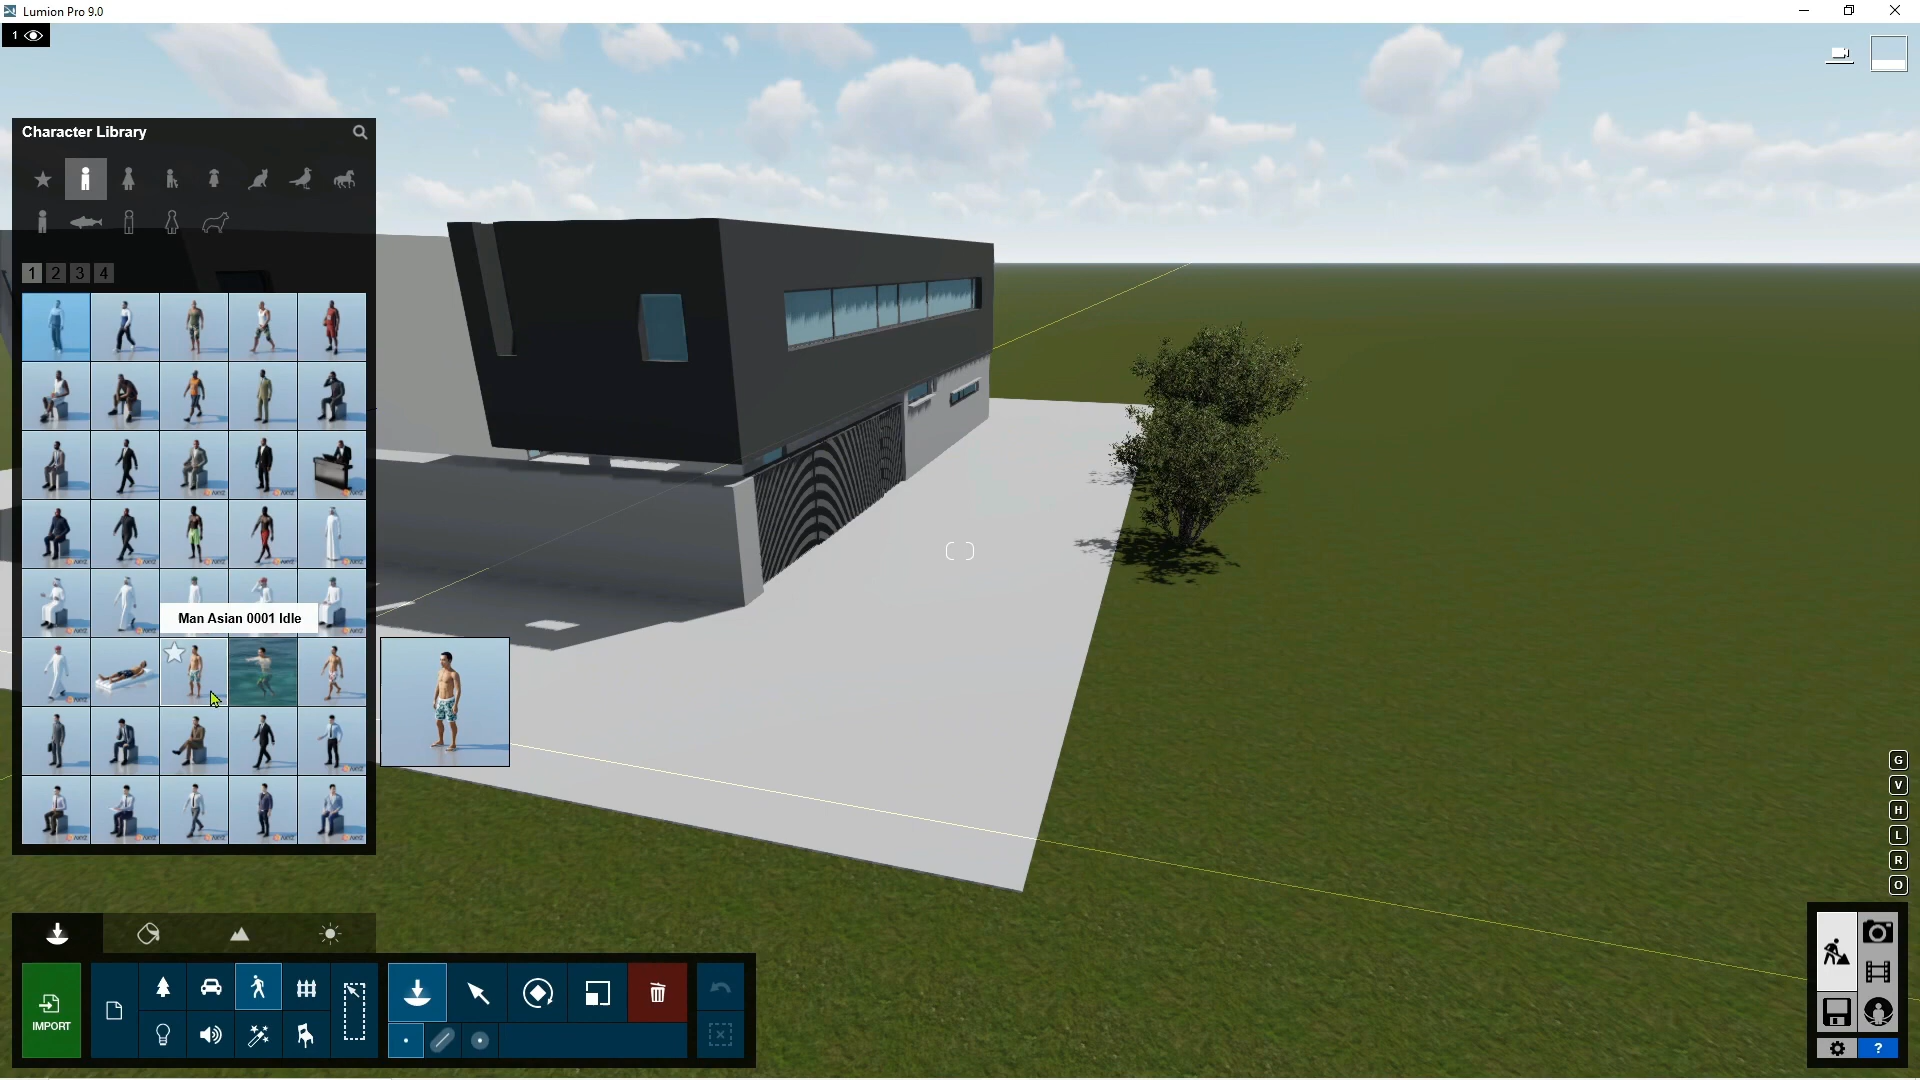 Lumion Pro 9.0
1
Character Library
1 2 3 4
Man Asian 0001 Idle
G
V
H
L
R
O
IMPORT
?